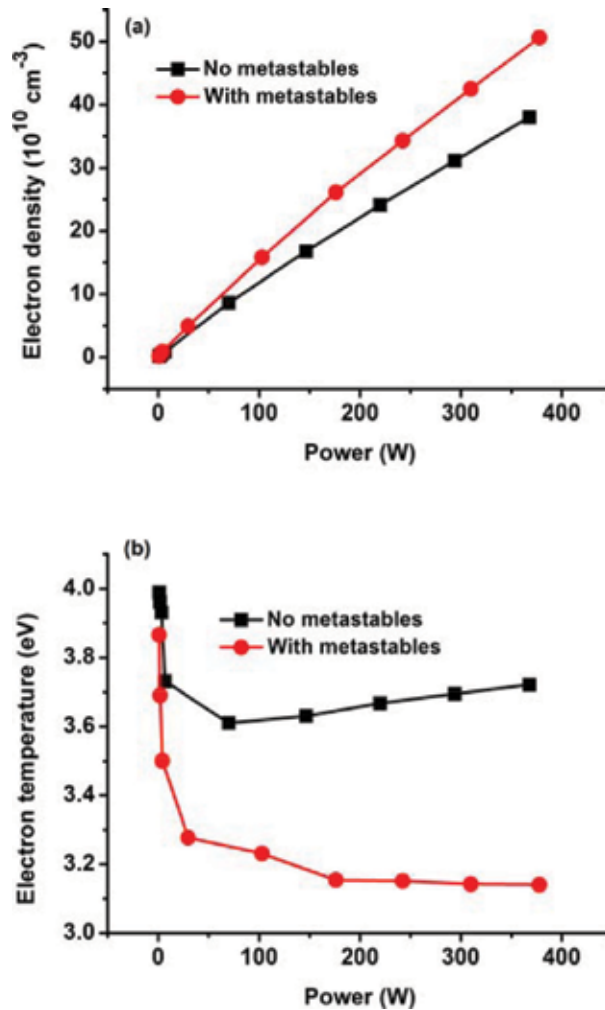 (a)
No metastables
With metastables
Electron density (10^10 cm^-3)
50
40
30
20
10
0
0 100 200 300 400
Power (W)
(b)
No metastables
With metastables
Electron temperature (eV)
4.0
3.8
3.6
3.4
3.2
3.0
0 100 200 300 400
Power (W)